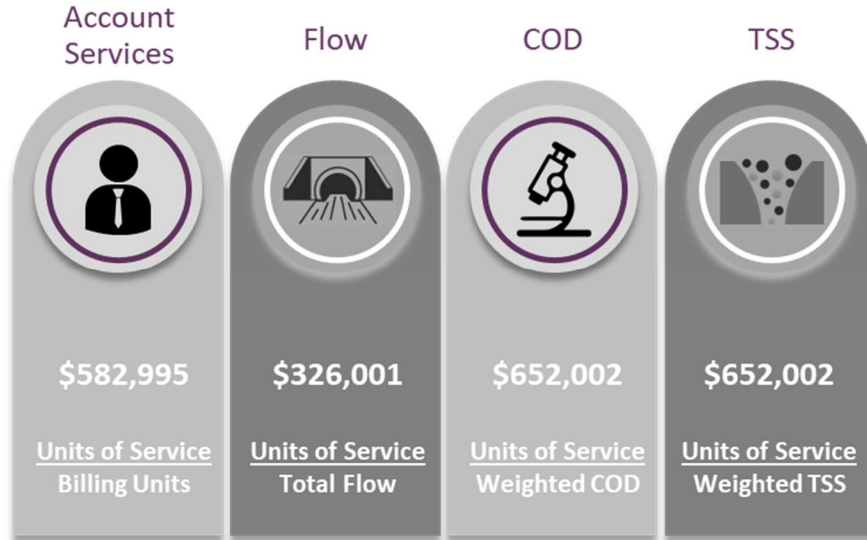 Account
Services
Flow
COD
TSS
$582,995
$326,001
$652,002
$652,002
Units of Service
Billing Units
Units of Service
Total Flow
Units of Service
Weighted COD
Units of Service
Weighted TSS